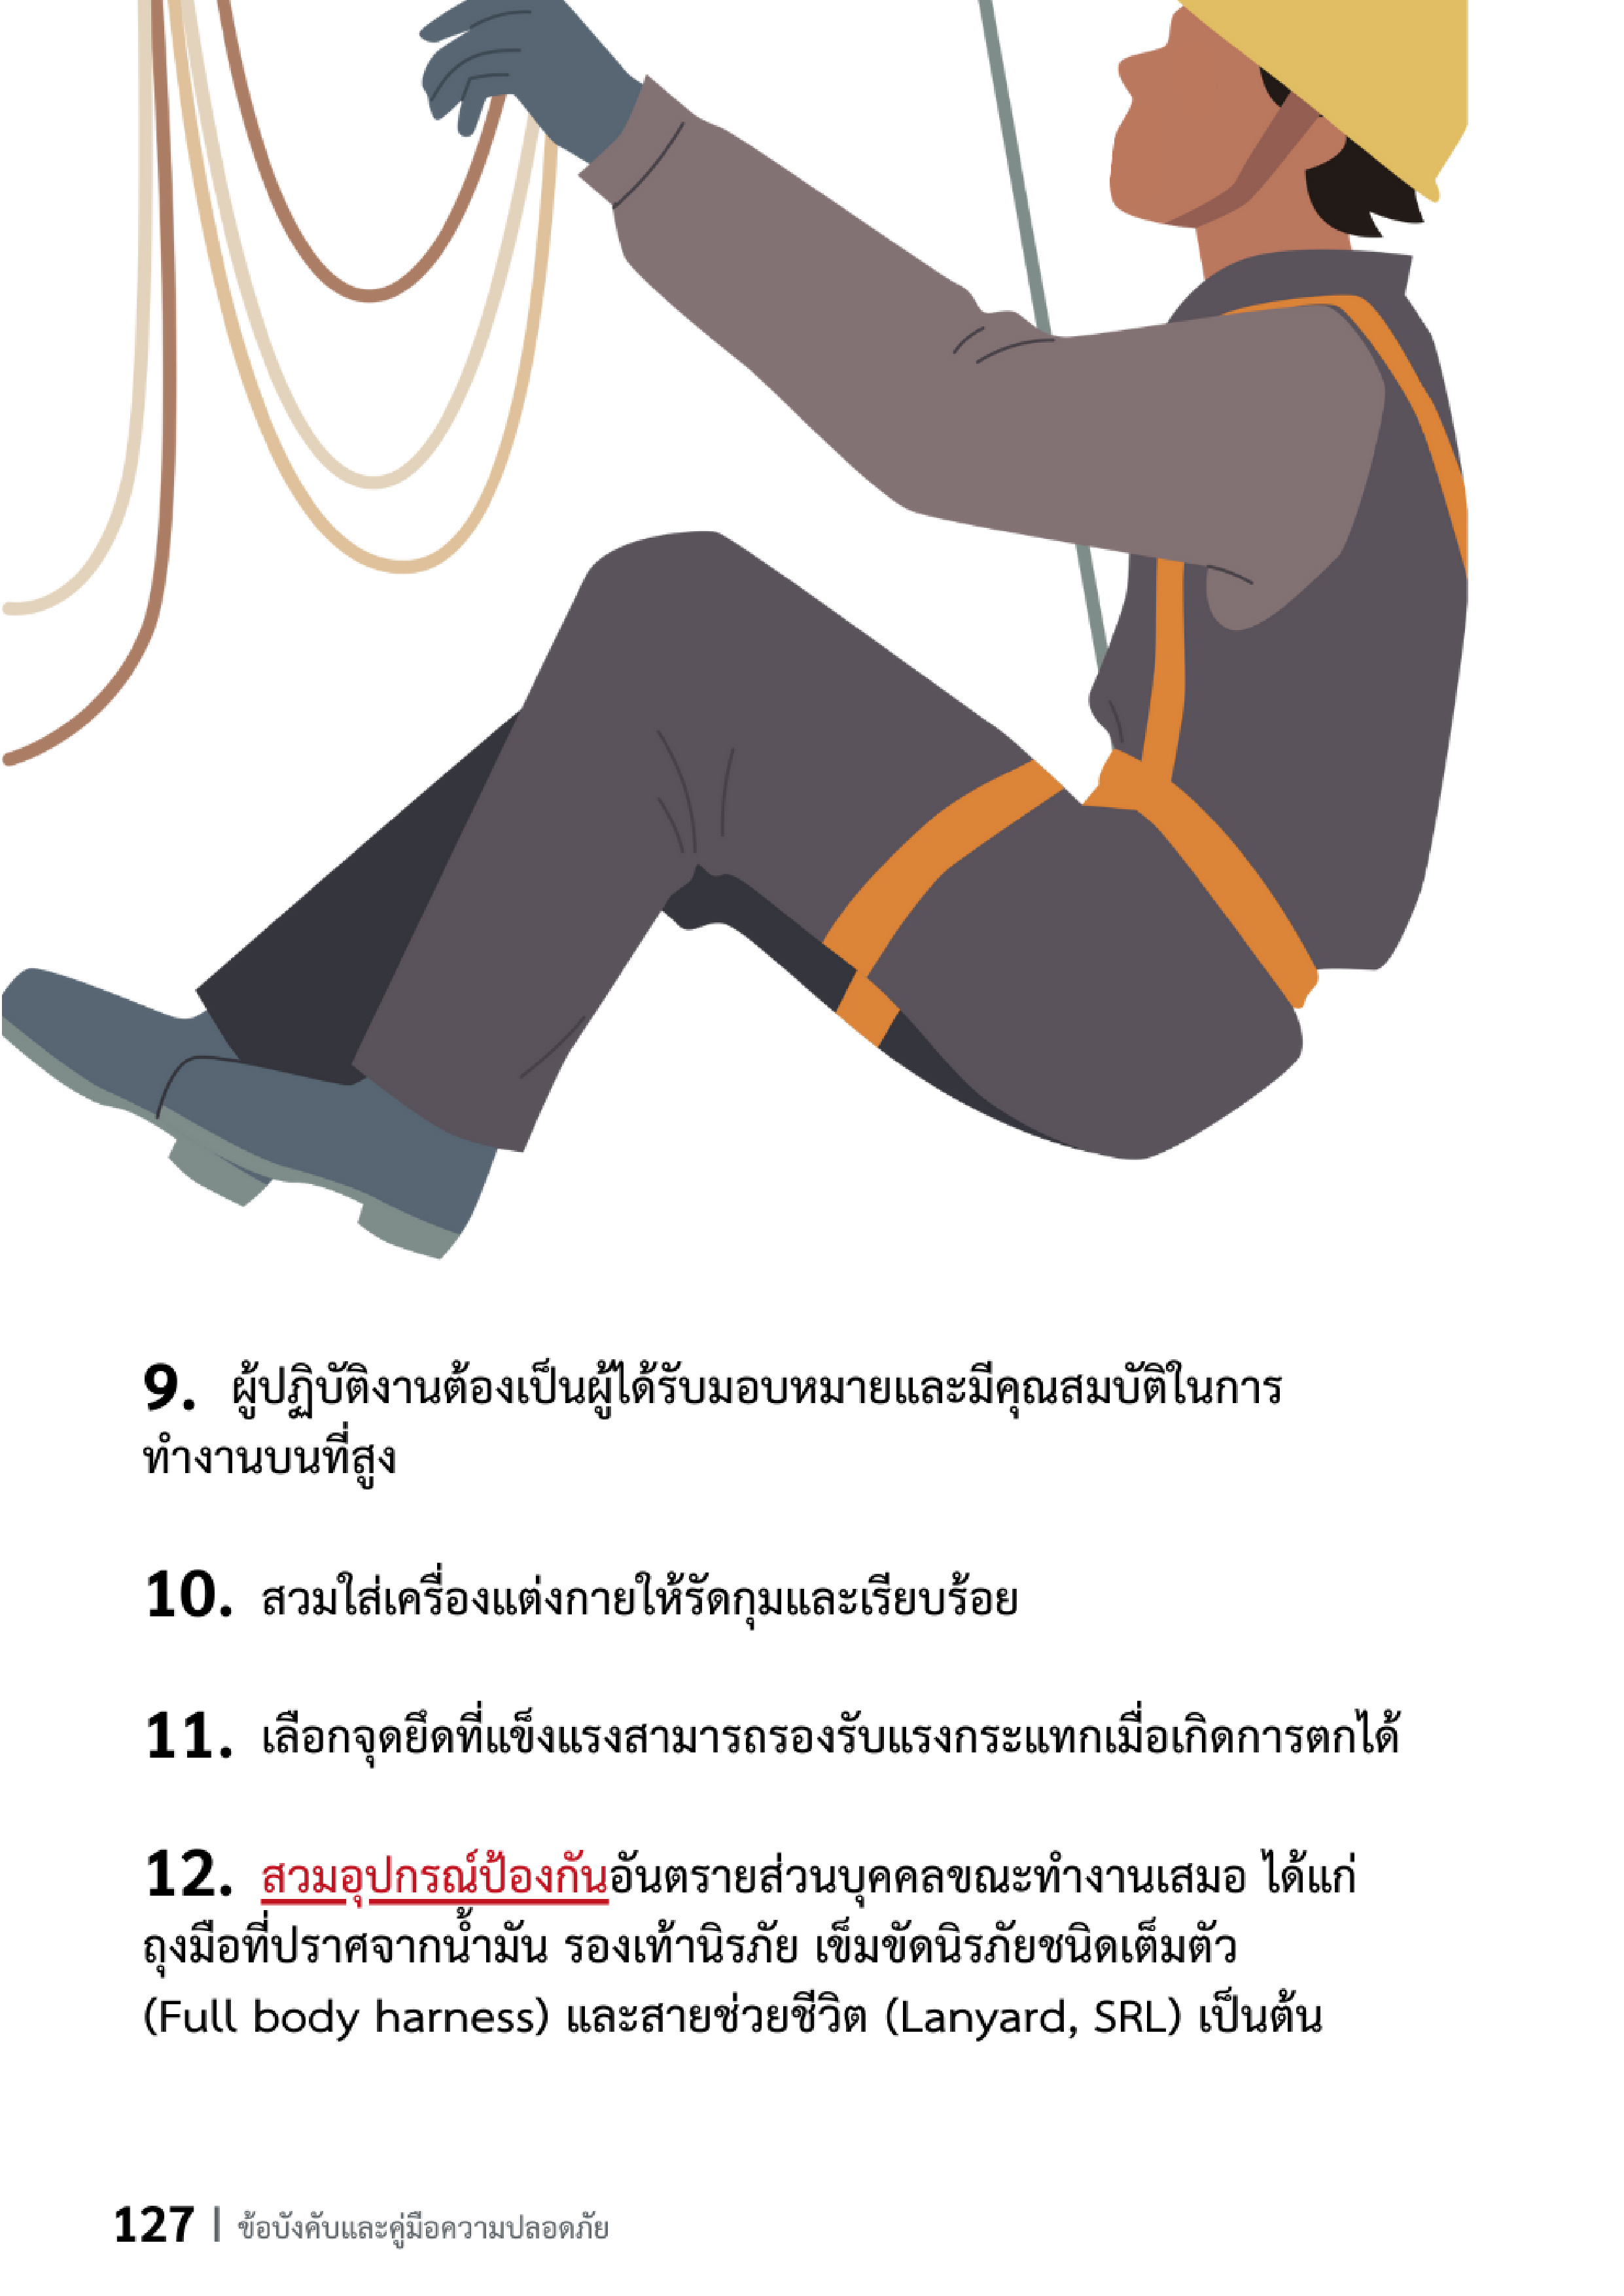 9. ผู้ปฏิบัติงานต้องเป็นผู้ได้รับมอบหมายและมีคุณสมบัติในการ
ทำงานบนที่สูง
10. สวมใส่เครื่องแต่งกายให้รัดกุมและเรียบร้อย
11. เลือกจุดยึดที่แข็งแรงสามารถรองรับแรงกระแทกเมื่อเกิดการตกได้
12. สวมอุปกรณ์ป้องกันอันตรายส่วนบุคคลขณะทำงานเสมอ ได้แก่
ถุงมือที่ปราศจากน้ำมัน รองเท้านิรภัย เข็มขัดนิรภัยชนิดเต็มตัว
(Full body harness) และสายช่วยชีวิต (Lanyard, SRL) เป็นต้น
127 | ข้อบังคับและคู่มือความปลอดภัย